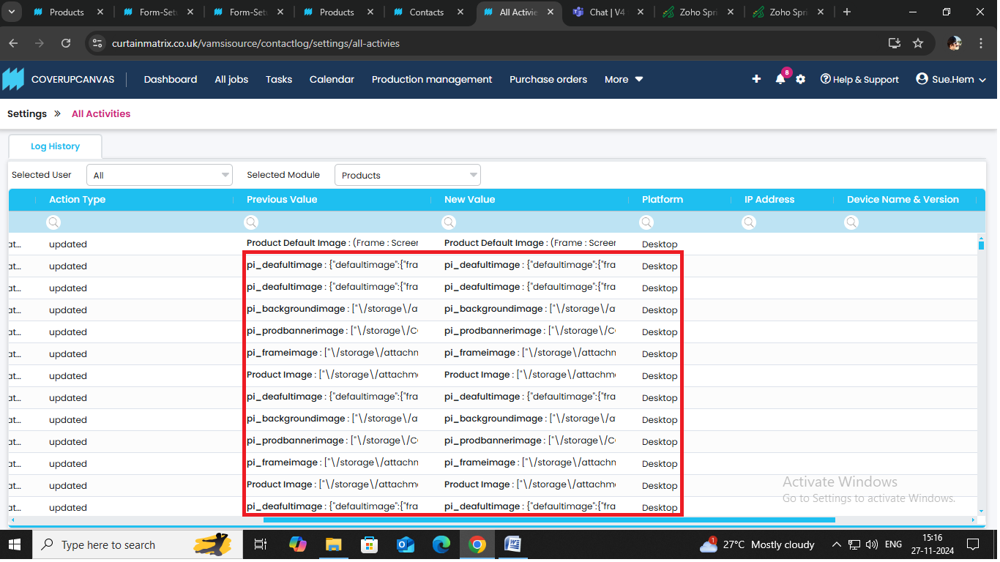 Products
Form-Set
Form-Set
Products
Contacts
All Activie
Chat | V4
Zoho Spri
Zoho Spri
curtainmatrix.co.uk/vamsisource/contactlog/settings/all-activies
COVERUPCANVAS
Dashboard All jobs Tasks Calendar Production management Purchase orders More
8
Help & Support
Sue.Hem
Settings » All Activities
Log History
Selected User All Selected Module Products
Action Type Previous Value New Value Platform IP Address Device Name & Version
at... updated Product Default Image : (Frame : Screen Product Default Image : (Frame : Screen Desktop
at... updated pi_deafultimage : {"defaultimage":{"fra pi_deafultimage : {"defaultimage":{"fra Desktop
at... updated pi_deafultimage : {"defaultimage":{"fra pi_deafultimage : {"defaultimage":{"fra Desktop
at... updated pi_backgroundimage : ["\/storage\/a pi_backgroundimage : ["\/storage\/a Desktop
at... updated pi_prodbannerimage : ["\/storage\/C pi_prodbannerimage : ["\/storage\/C Desktop
at... updated pi_frameimage : ["\/storage\/attachn pi_frameimage : ["\/storage\/attachn Desktop
at... updated Product Image : ["\/storage\/attachm Product Image : ["\/storage\/attachm Desktop
at... updated pi_deafultimage : {"defaultimage":{"fra pi_deafultimage : {"defaultimage":{"fra Desktop
at... updated pi_backgroundimage : ["\/storage\/a pi_backgroundimage : ["\/storage\/a Desktop
at... updated pi_prodbannerimage : ["\/storage\/C pi_prodbannerimage : ["\/storage\/C Desktop
at... updated pi_frameimage : ["\/storage\/attachn pi_frameimage : ["\/storage\/attachn Desktop
at... updated Product Image : ["\/storage\/attachm Product Image : ["\/storage\/attachm Desktop
at... updated pi_deafultimage : {"defaultimage":{"fra pi_deafultimage : {"defaultimage":{"fra Desktop
Activate Windows
Go to Settings to activate Windows.
Type here to search
1
27°C Mostly cloudy
ENG
15:16
27-11-2024